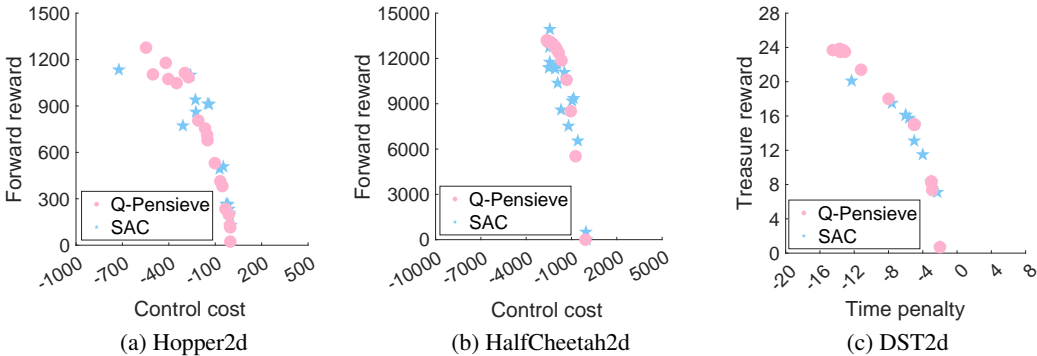 1500
1200
900
600
300
0
Forward reward
Q-Pensieve
SAC
-1000
-700
-400
-100
200
500
Control cost
(a) Hopper2d
15000
12000
9000
6000
3000
0
Forward reward
Q-Pensieve
SAC
-10000
-7000
-4000
-1000
2000
5000
Control cost
(b) HalfCheetah2d
28
24
20
16
12
8
4
0
Treasure reward
Q-Pensieve
SAC
-20
-16
-12
-8
-4
0
4
8
Time penalty
(c) DST2d